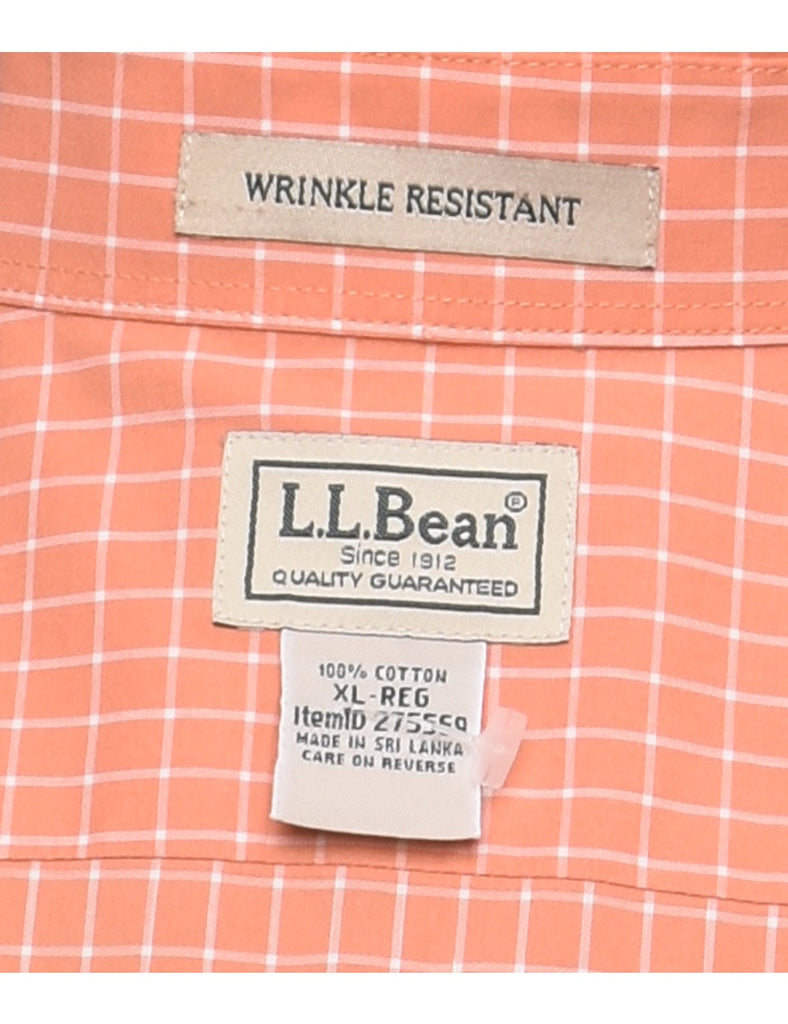 WRINKLE RESISTANT
L.L.Bean®
Since 1912
QUALITY GUARANTEED
100% COTTON
XL-REG
ItemID
MADE IN SRI LANKA
CARE ON REVERSE